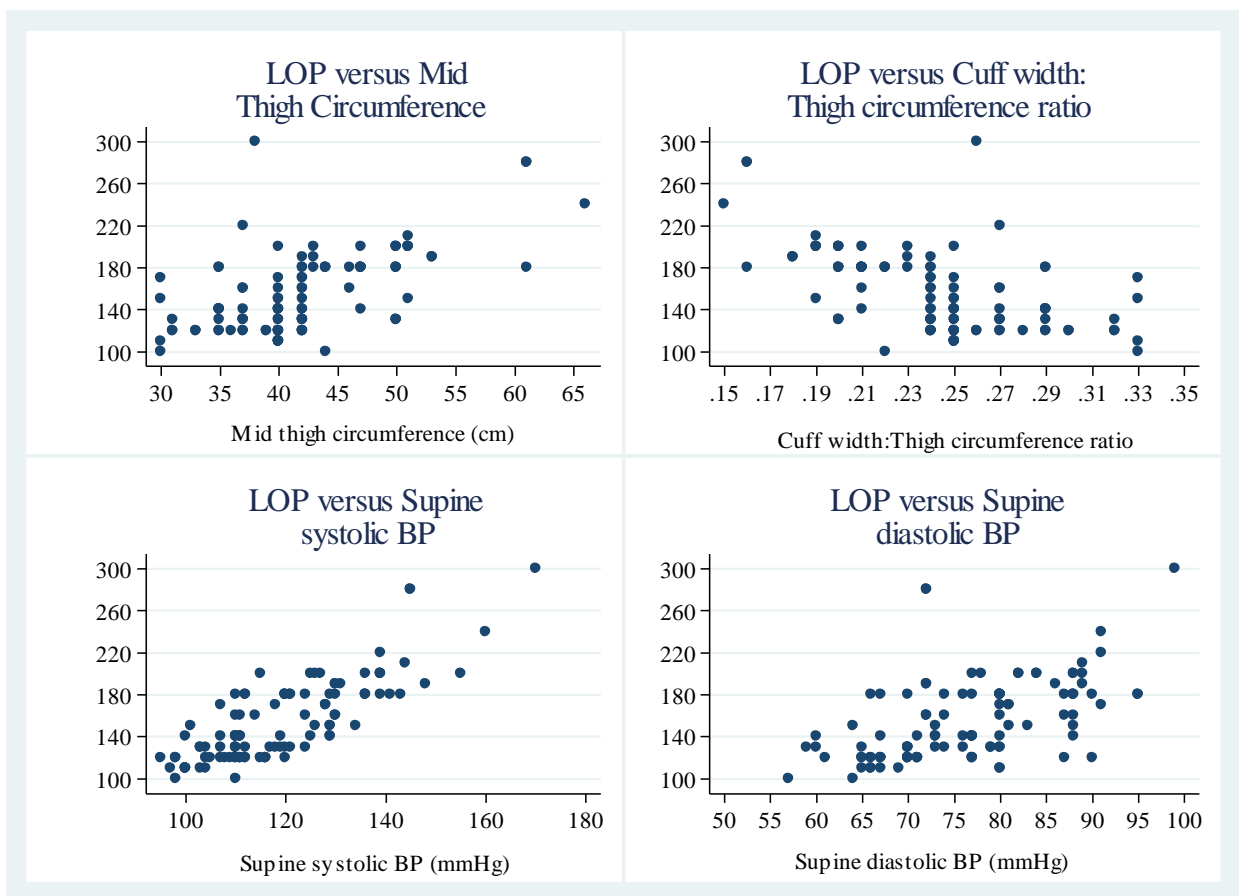 LOP versus Mid
Thigh Circumference
300
260
220
180
140
100
30 35 40 45 50 55 60 65
Mid thigh circumference (cm)
LOP versus Cuff width:
Thigh circumference ratio
300
260
220
180
140
100
.15 .17 .19 .21 .23 .25 .27 .29 .31 .33 .35
Cuff width:Thigh circumference ratio
LOP versus Supine
systolic BP
300
260
220
180
140
100
100 120 140 160 180
Supine systolic BP (mmHg)
LOP versus Supine
diastolic BP
300
260
220
180
140
100
50 55 60 65 70 75 80 85 90 95 100
Supine diastolic BP (mmHg)